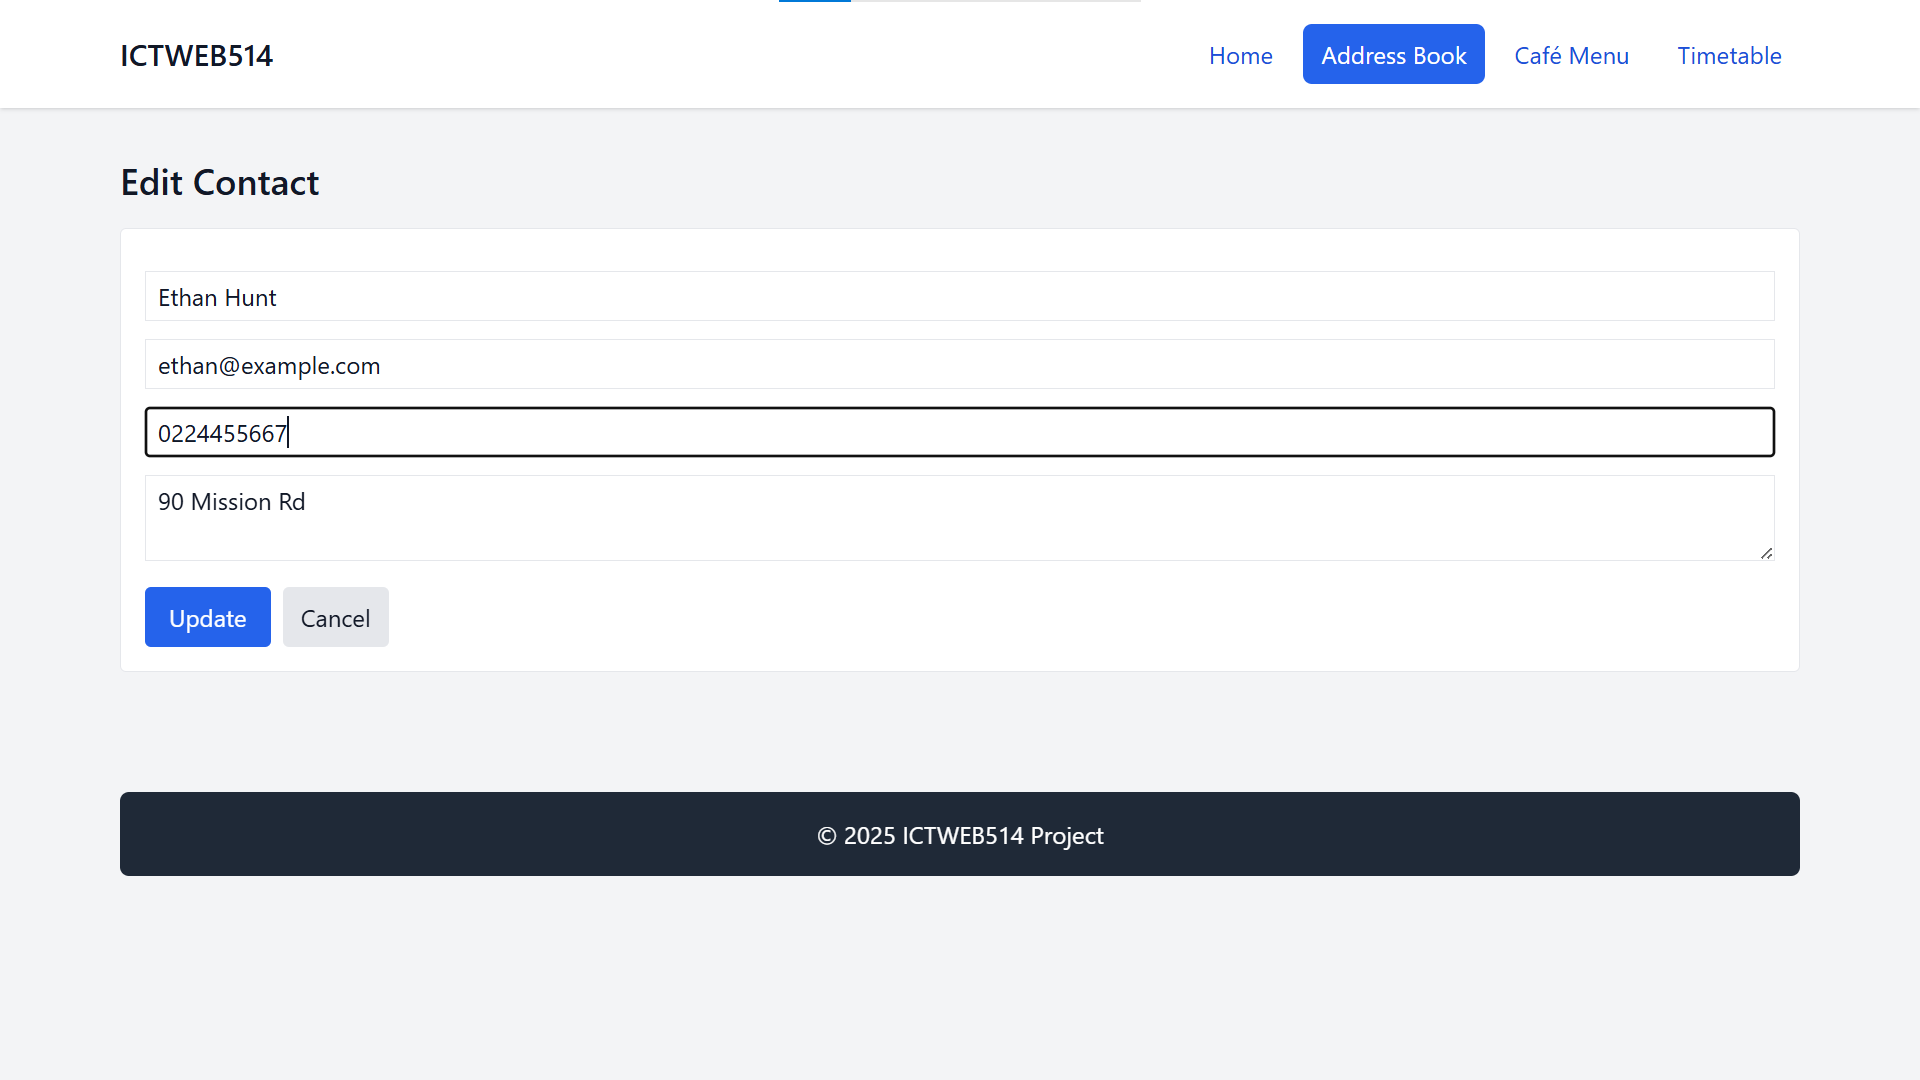 ICTWEB514
Home
Address Book
Café Menu
Timetable
Edit Contact
Ethan Hunt
ethan@example.com
0224455667
90 Mission Rd
Update
Cancel
© 2025 ICTWEB514 Project